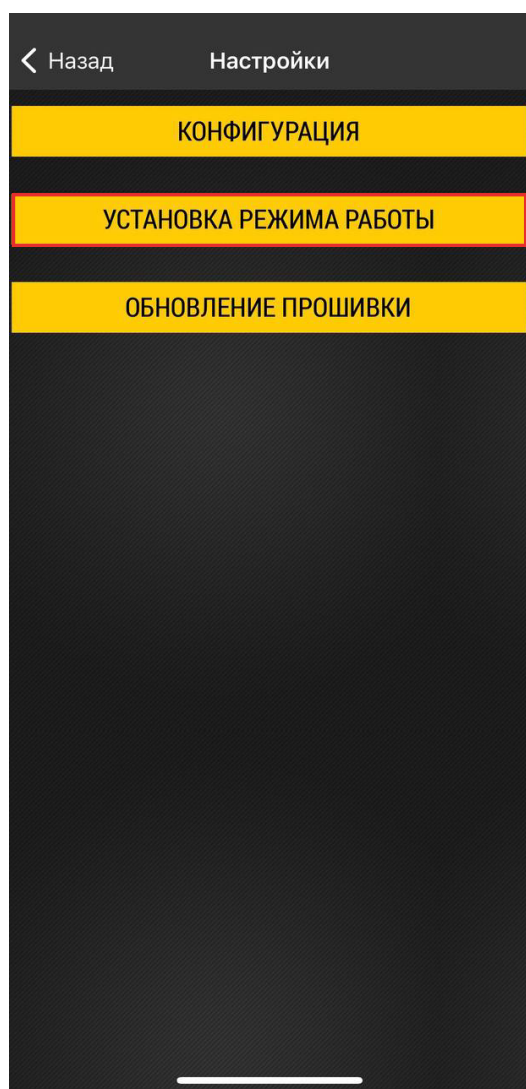 Назад Настройки
КОНФИГУРАЦИЯ
УСТАНОВКА РЕЖИМА РАБОТЫ
ОБНОВЛЕНИЕ ПРОШИВКИ